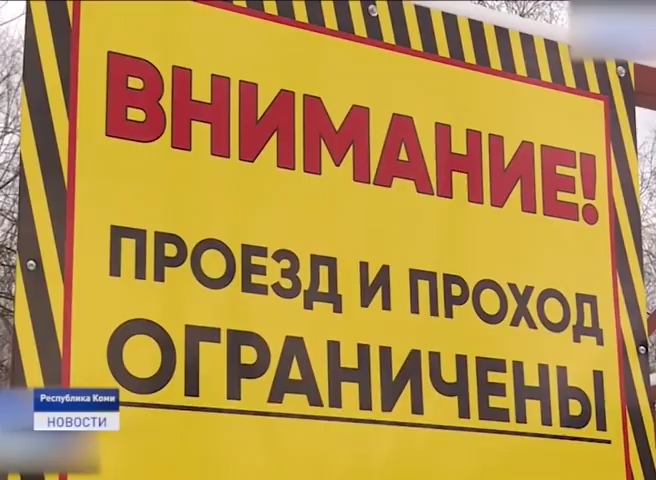 ВНИМАНИЕ!
ПРОЕЗД И ПРОХОД
ОГРАНИЧЕНЫ
Республика Коми
НОВОСТИ